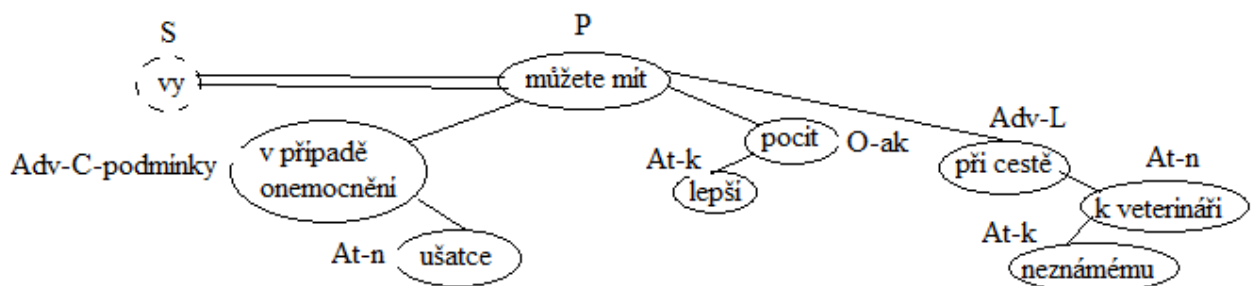 S
P
vy
můžete mít
Adv-L
pocit
O-ak
Adv-C-podmínky
v případě
onemocnění
At-k
při cestě
At-n
lepší
k veterináři
At-n
ušatce
At-k
neznámému